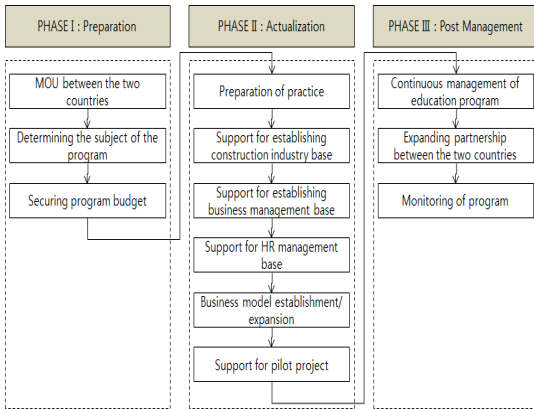 PHASE Ⅰ : Preparation
MOU between the two
countries
Determining the subject of the
program
Securing program budget
PHASE Ⅱ : Actualization
Preparation of practice
Support for establishing
construction industry base
Support for establishing
business management base
Support for HR management
base
Business model establishment/
expansion
Support for pilot project
PHASE Ⅲ : Post Management
Continuous management of
education program
Expanding partnership
between the two countries
Monitoring of program